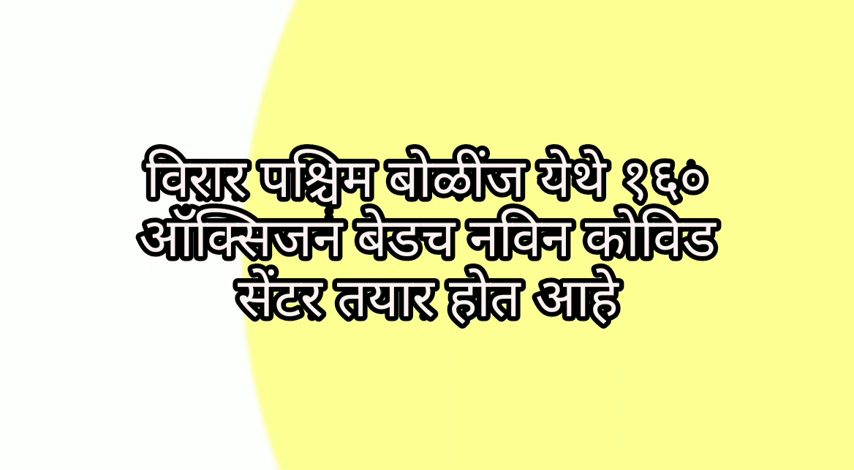 विरार पश्चिम बोळींज येथे १६०
ऑक्सिजन बेडच नविन कोविड
सेंटर तयार होत आहे